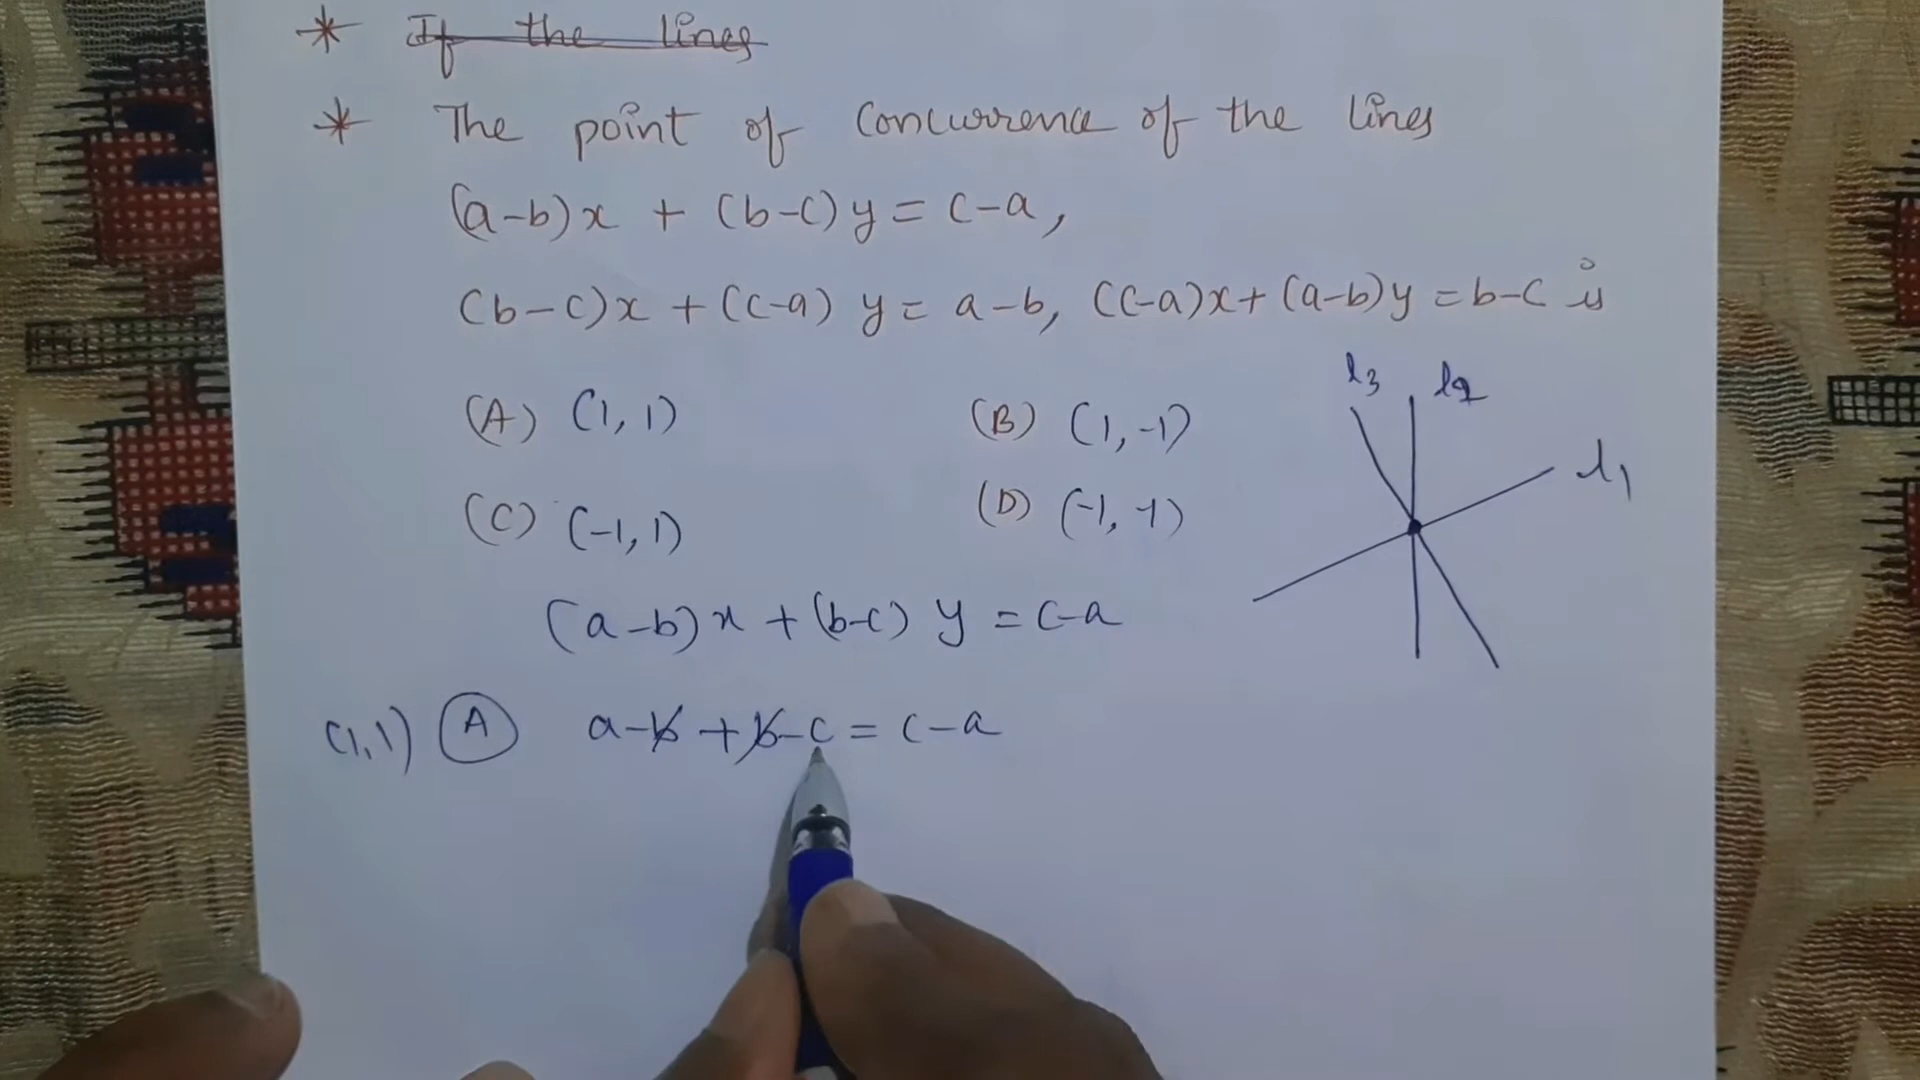 * If the lines
* The point of Concurrence of the lines
(a-b)x + (b-c)y = c-a,
(b-c)x + (c-a) y = a-b, (c-a)x + (a-b)y = b-c is
(A) (1, 1) (B) (1, -1)
(C) (-1, 1) (D) (-1, -1)
l3 l2
l1
(a-b)x + (b-c) y = c-a
(1,1) (A) a-b + b-c = c-a